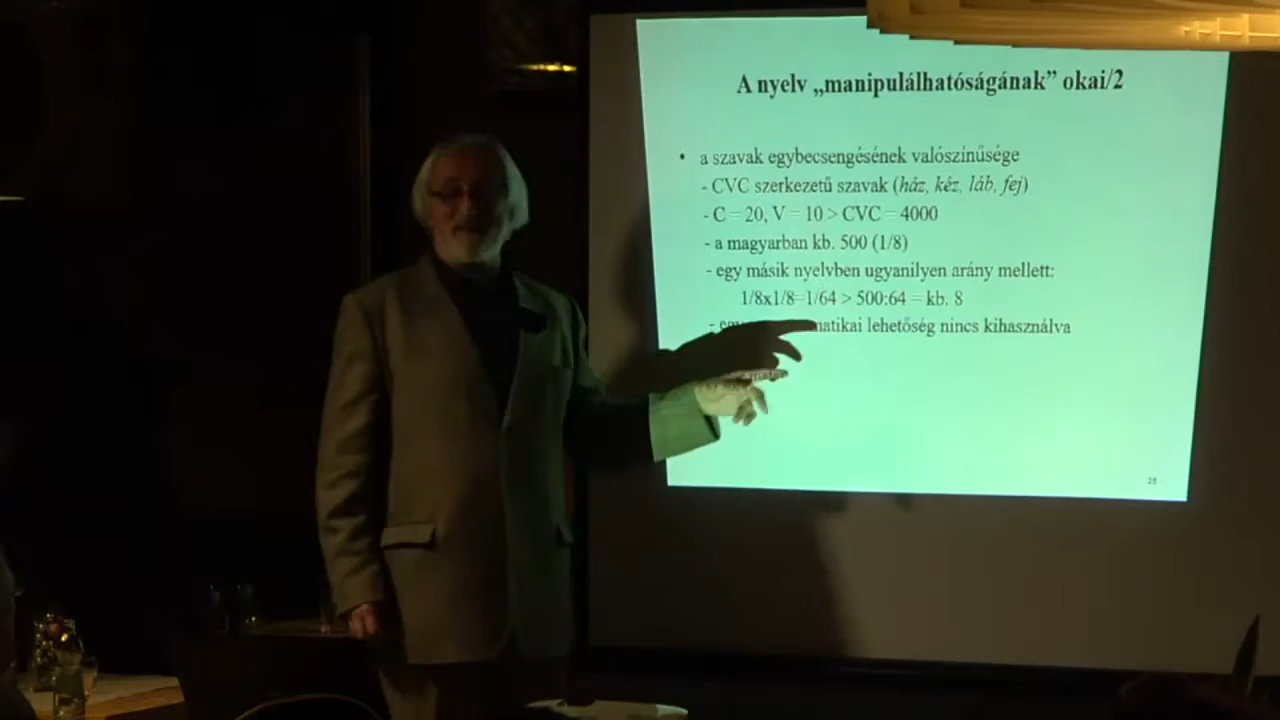 A nyelv „manipulálhatóságának” okai/2
• a szavak egybecsengésének valószínűsége
- CVC szerkezetű szavak (ház, kéz, láb, fej)
- C = 20, V = 10 > CVC = 4000
- a magyarban kb. 500 (1/8)
- egy másik nyelvben ugyanilyen arány mellett:
1/8x1/8=1/64 > 500:64 = kb. 8
- lehetőség nincs kihasználva